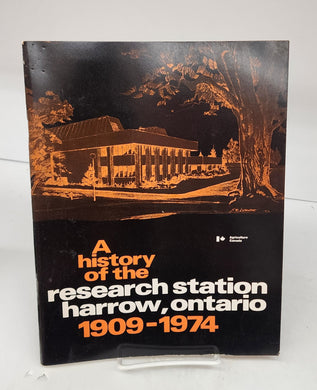 Agriculture
Canada
A
history
of the
research station
harrow, ontario
1909-1974